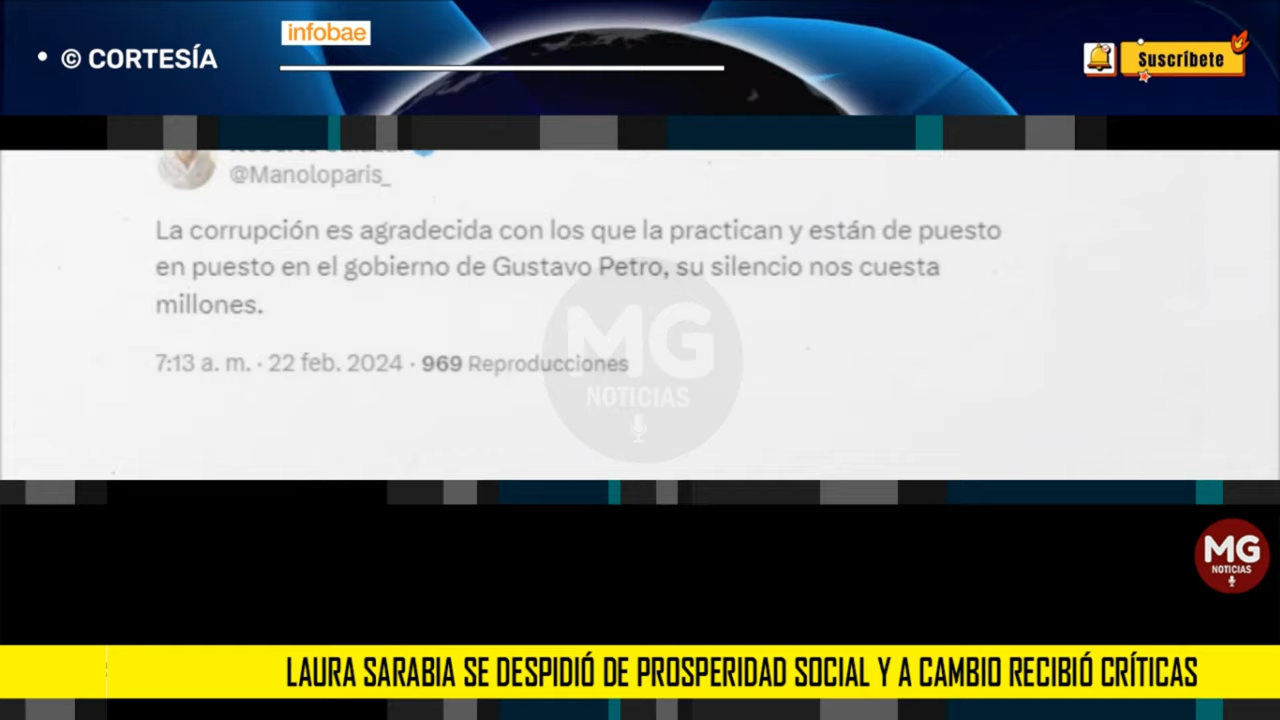 infobae
• © CORTESÍA
Suscríbete
@Manoloparis_
La corrupción es agradecida con los que la practican y están de puesto
en puesto en el gobierno de Gustavo Petro, su silencio nos cuesta
millones.
7:13 a. m. · 22 feb. 2024 · 969 Reproducciones
MG
NOTICIAS
MG
NOTICIAS
LAURA SARABIA SE DESPIDIÓ DE PROSPERIDAD SOCIAL Y A CAMBIO RECIBIÓ CRÍTICAS